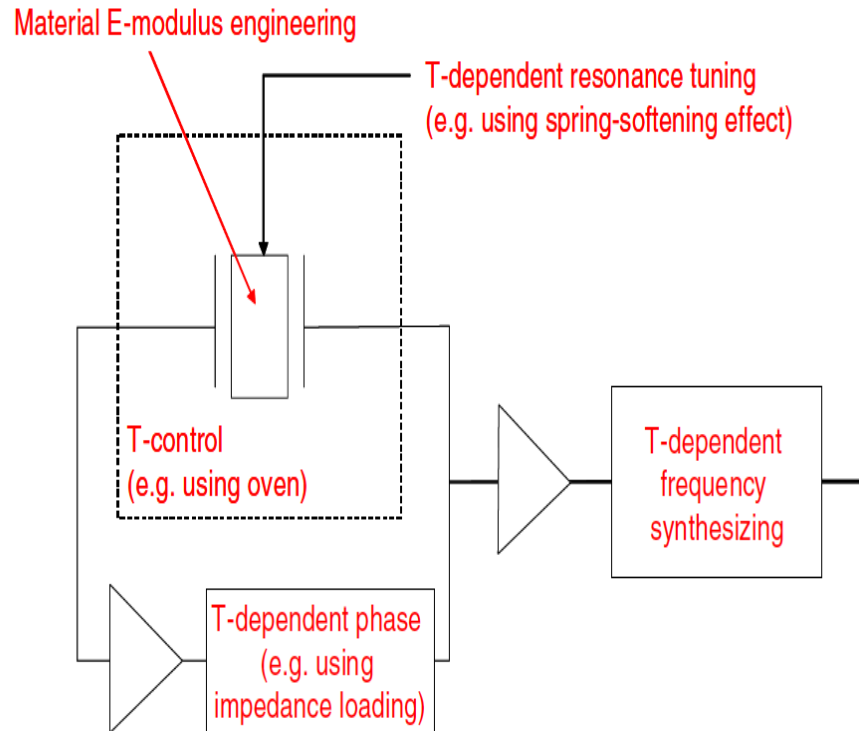 Material E-modulus engineering
T-dependent resonance tuning
(e.g. using spring-softening effect)
T-control
(e.g. using oven)
T-dependent
frequency
synthesizing
T-dependent phase
(e.g. using
impedance loading)